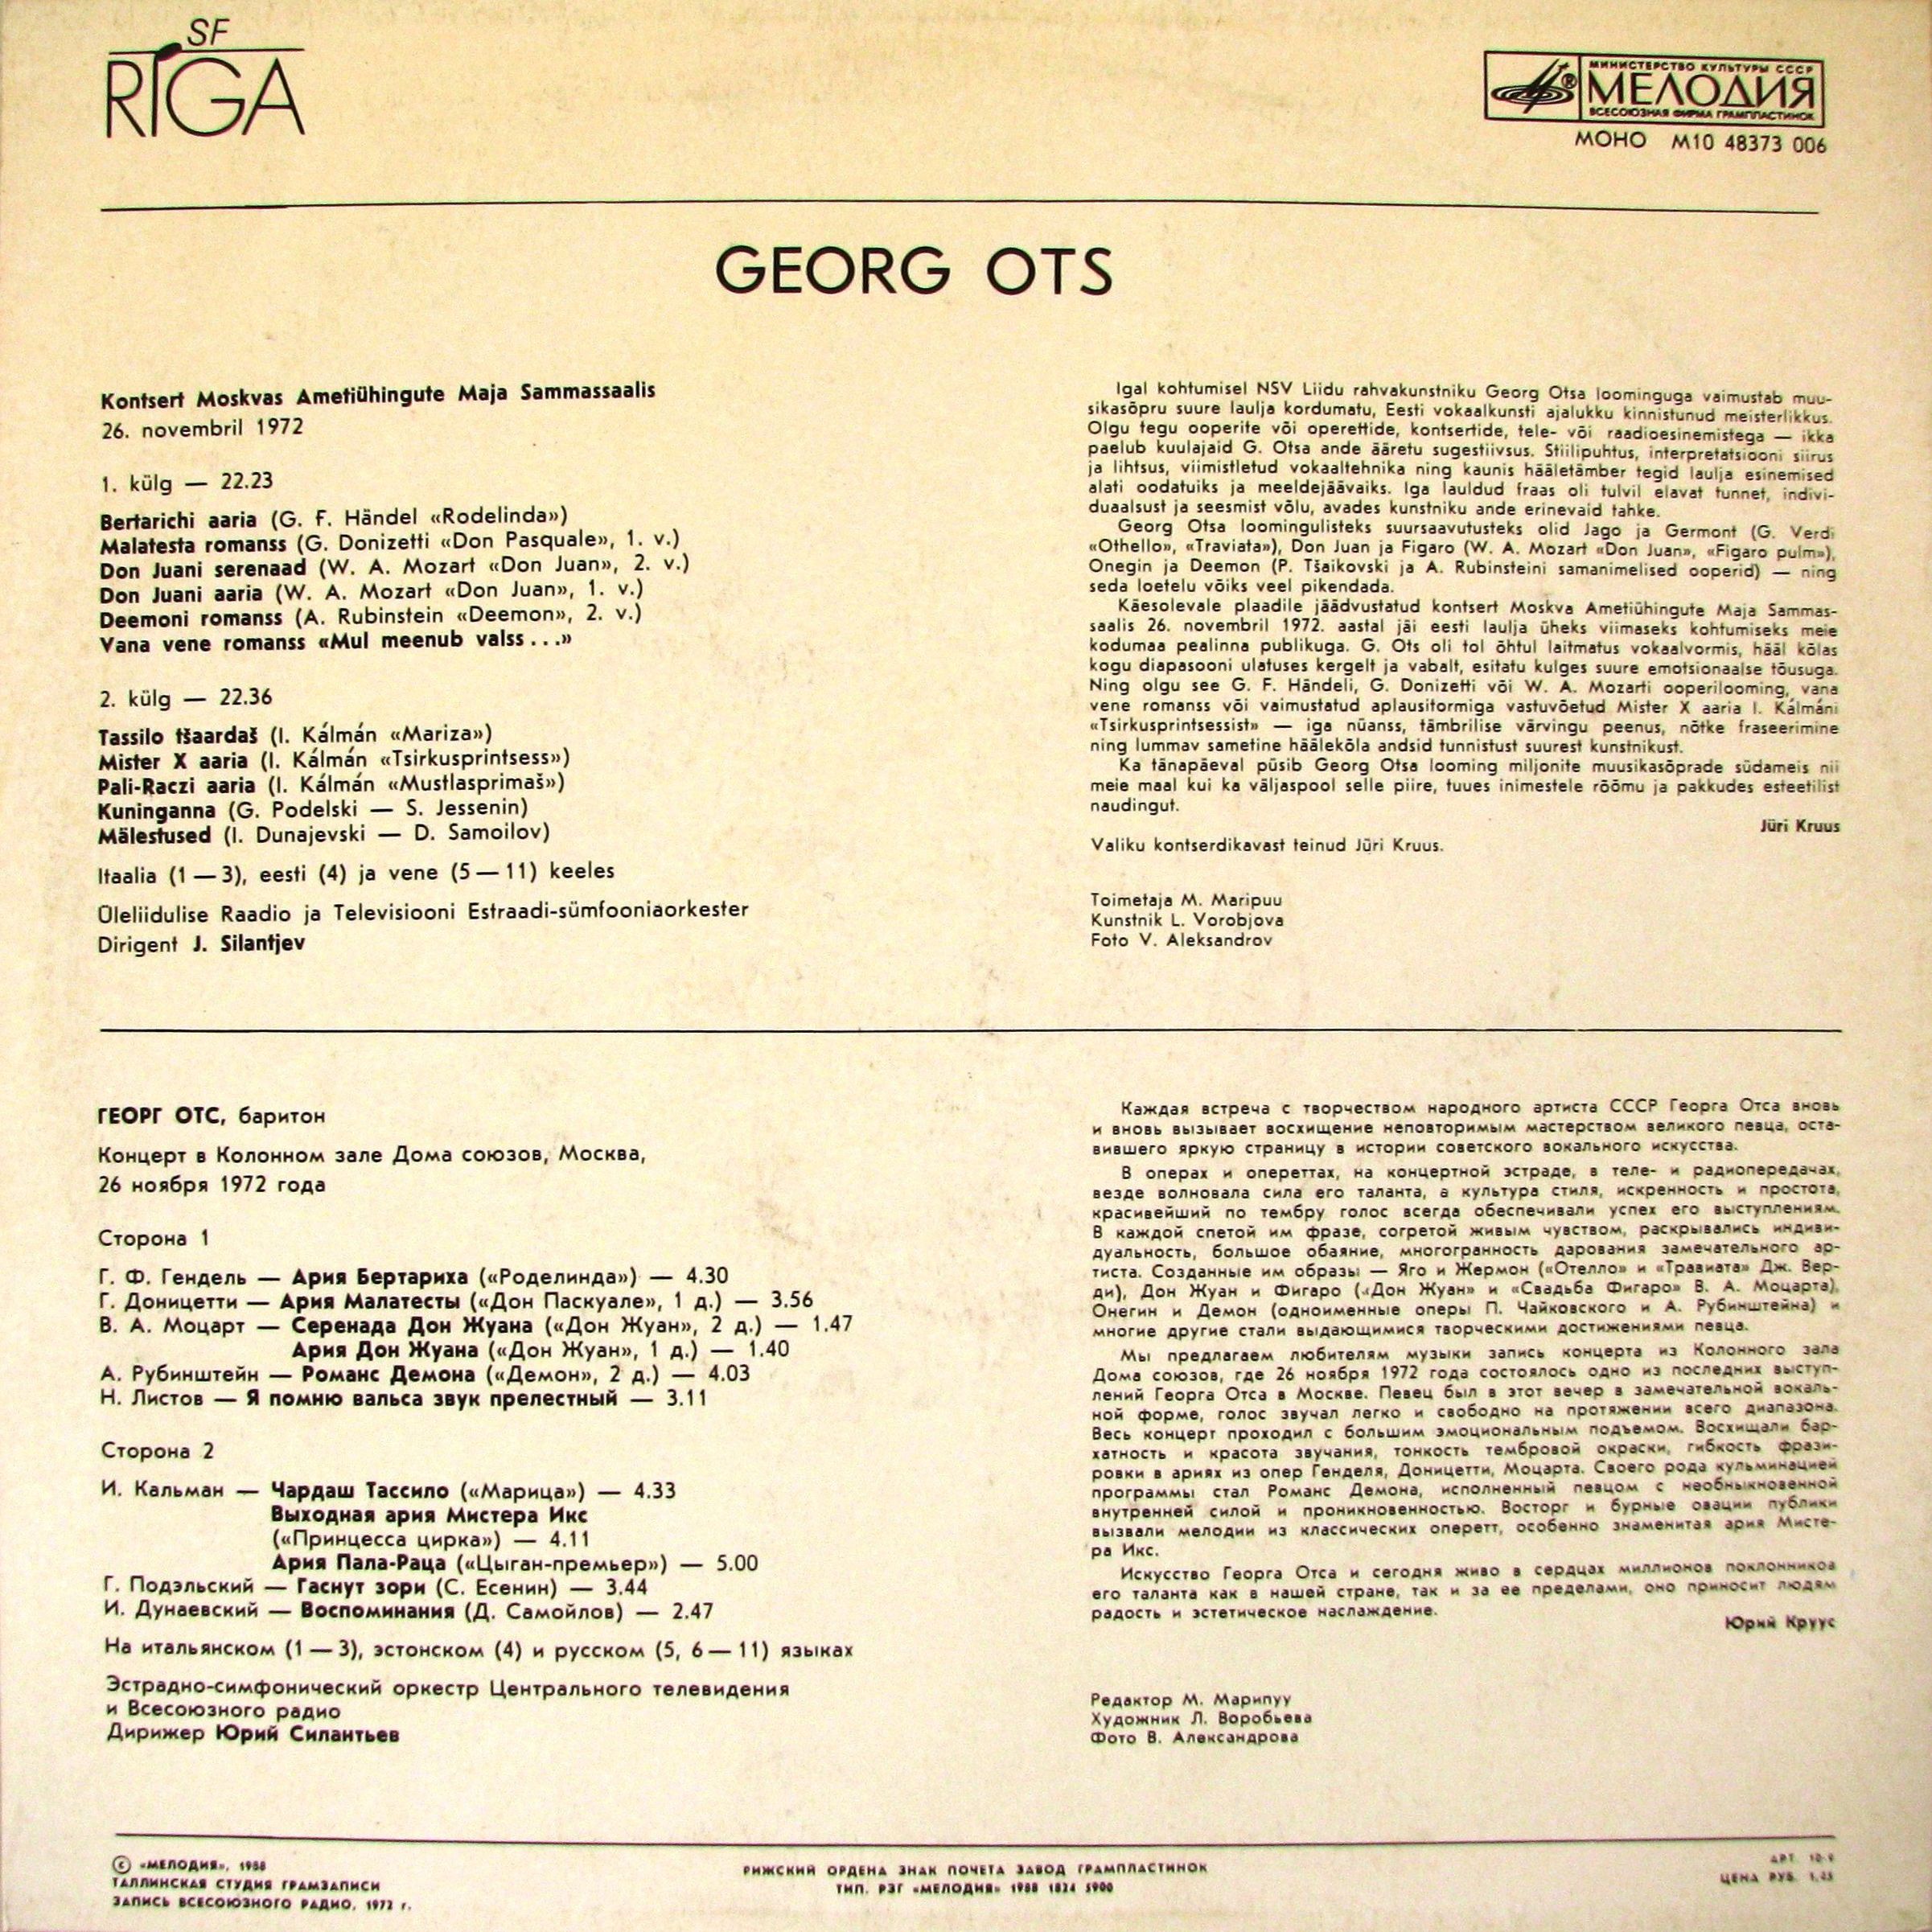 SF
RIGA
МИНИСТЕРСТВО КУЛЬТУРЫ СССР
МЕЛОДИЯ
ВСЕСОЮЗНАЯ ФИРМА ГРАМПЛАСТИНОК
МОНО М10 48373 006
GEORG OTS
Kontsert Moskvas Ametiühingute Maja Sammassaalis
26. novembril 1972
1. külg — 22.23
Bertarichi aaria (G. F. Händel «Rodelinda»)
Malatesta romanss (G. Donizetti «Don Pasquale», 1. v.)
Don Juani serenaad (W. A. Mozart «Don Juan», 2. v.)
Don Juani aaria (W. A. Mozart «Don Juan», 1. v.)
Deemoni romanss (A. Rubinstein «Deemon», 2. v.)
Vana vene romanss «Mul meenub valss...»
2. külg — 22.36
Tassilo tšaardaš (I. Kálmán «Mariza»)
Mister X aaria (I. Kálmán «Tsirkusprintsess»)
Pali-Raczi aaria (I. Kálmán «Mustlasprimaš»)
Kuninganna (G. Podelski — S. Jessenin)
Mälestused (I. Dunajevski — D. Samoilov)
Itaalia (1 — 3), eesti (4) ja vene (5 — 11) keeles
Üleliidulise Raadio ja Televisiooni Estraadi-sümfooniaorkester
Dirigent J. Silantjev
Igal kohtumisel NSV Liidu rahvakunstniku Georg Otsa loominguga vaimustab muu-
sikasõpru suure laulja kordumatu, Eesti vokaalkunsti ajalukku kinnistunud meisterlikkus.
Olgu tegu ooperite või operettide, kontsertide, tele- või raadioesinemistega — ikka
paelub kuulajaid G. Otsa ande ääretu sugestiivsus. Stiilipuhtus, interpretatsiooni siirus
ja lihtsus, viimistletud vokaaltehnika ning kaunis hääletämber tegid laulja esinemised
alati oodatuiks ja meeldejäävaiks. Iga lauldud fraas oli tulvil elavat tunnet, indivi-
duaalsust ja seesmist võlu, avades kunstniku ande erinevaid tahke.
Georg Otsa loomingulisteks suursaavutusteks olid Jago ja Germont (G. Verdi
«Othello», «Traviata»), Don Juan ja Figaro (W. A. Mozart «Don Juan», «Figaro pulm»),
Onegin ja Deemon (P. Tšaikovski ja A. Rubinsteini samanimelised ooperid) — ning
seda loetelu võiks veel pikendada.
Käesolevale plaadile jäädvustatud kontsert Moskva Ametiühingute Maja Sammas-
saalis 26. novembril 1972. aastal jäi eesti laulja üheks viimaseks kohtumiseks meie
kodumaa pealinna publikuga. G. Ots oli tol õhtul laitmatus vokaalvormis, hääl kõlas
kogu diapasooni ulatuses kergelt ja vabalt, esitatu kulges suure emotsionaalse tõusuga.
Ning olgu see G. F. Händeli, G. Donizetti või W. A. Mozarti ooperilooming, vana
vene romanss või vaimustatud aplausitormiga vastuvõetud Mister X aaria I. Kálmáni
«Tsirkusprintsessist» — iga nüanss, tämbrilise värvingu peenus, nõtke fraseerimine
ning lummav sametine häälekõla andsid tunnistust suurest kunstnikust.
Ka tänapäeval püsib Georg Otsa looming miljonite muusikasõprade südameis nii
meie maal kui ka väljaspool selle piire, tuues inimestele rõõmu ja pakkudes esteetilist
naudingut.
Jüri Kruus
Valiku kontserdikavast teinud Jüri Kruus.
Toimetaja M. Maripuu
Kunstnik L. Vorobjova
Foto V. Aleksandrov
ГЕОРГ ОТС, баритон
Концерт в Колонном зале Дома союзов, Москва,
26 ноября 1972 года
Сторона 1
Г. Ф. Гендель — Ария Бертариха («Роделинда») — 4.30
Г. Доницетти — Ария Малатесты («Дон Паскуале», 1 д.) — 3.56
В. А. Моцарт — Серенада Дон Жуана («Дон Жуан», 2 д.) — 1.47
Ария Дон Жуана («Дон Жуан», 1 д.) — 1.40
А. Рубинштейн — Романс Демона («Демон», 2 д.) — 4.03
Н. Листов — Я помню вальса звук прелестный — 3.11
Сторона 2
И. Кальман — Чардаш Тассило («Марица») — 4.33
Выходная ария Мистера Икс
(«Принцесса цирка») — 4.11
Ария Пала-Раца («Цыган-премьер») — 5.00
Г. Подэльский — Гаснут зори (С. Есенин) — 3.44
И. Дунаевский — Воспоминания (Д. Самойлов) — 2.47
На итальянском (1 — 3), эстонском (4) и русском (5, 6 — 11) языках
Эстрадно-симфонический оркестр Центрального телевидения
и Всесоюзного радио
Дирижер Юрий Силантьев
Каждая встреча с творчеством народного артиста СССР Георга Отса вновь
и вновь вызывает восхищение неповторимым мастерством великого певца, оста-
вившего яркую страницу в истории советского вокального искусства.
В операх и опереттах, на концертной эстраде, в теле- и радиопередачах,
везде волновала сила его таланта, а культура стиля, искренность и простота,
красивейший по тембру голос всегда обеспечивали успех его выступлениям.
В каждой спетой им фразе, согретой живым чувством, раскрывались индиви-
дуальность, большое обаяние, многогранность дарования замечательного ар-
тиста. Созданные им образы — Яго и Жермон («Отелло» и «Травиата» Дж. Вер-
ди), Дон Жуан и Фигаро («Дон Жуан» и «Свадьба Фигаро» В. А. Моцарта),
Онегин и Демон (одноименные оперы П. Чайковского и А. Рубинштейна) и
многие другие стали выдающимися творческими достижениями певца.
Мы предлагаем любителям музыки запись концерта из Колонного зала
Дома союзов, где 26 ноября 1972 года состоялось одно из последних выступ-
лений Георга Отса в Москве. Певец был в этот вечер в замечательной вокаль-
ной форме, голос звучал легко и свободно на протяжении всего диапазона.
Весь концерт проходил с большим эмоциональным подъемом. Восхищали бар-
хатность и красота звучания, тонкость тембровой окраски, гибкость фрази-
ровки в ариях из опер Генделя, Доницетти, Моцарта. Своего рода кульминацией
программы стал Романс Демона, исполненный певцом с необыкновенной
внутренней силой и проникновенностью. Восторг и бурные овации публики
вызвали мелодии из классических оперетт, особенно знаменитая ария Мисте-
ра Икс.
Искусство Георга Отса и сегодня живо в сердцах миллионов поклонников
его таланта как в нашей стране, так и за ее пределами, оно приносит людям
радость и эстетическое наслаждение.
Юрий Круус
Редактор М. Марипуу
Художник Л. Воробьева
Фото В. Александрова
© «МЕЛОДИЯ», 1988
ТАЛЛИНСКАЯ СТУДИЯ ГРАМЗАПИСИ
ЗАПИСЬ ВСЕСОЮЗНОГО РАДИО, 1972 г.
РИЖСКИЙ ОРДЕНА ЗНАК ПОЧЕТА ЗАВОД ГРАМПЛАСТИНОК
ТИП. РЗГ «МЕЛОДИЯ» 1988 1824 5900
АРТ.
ЦЕНА РУБ.